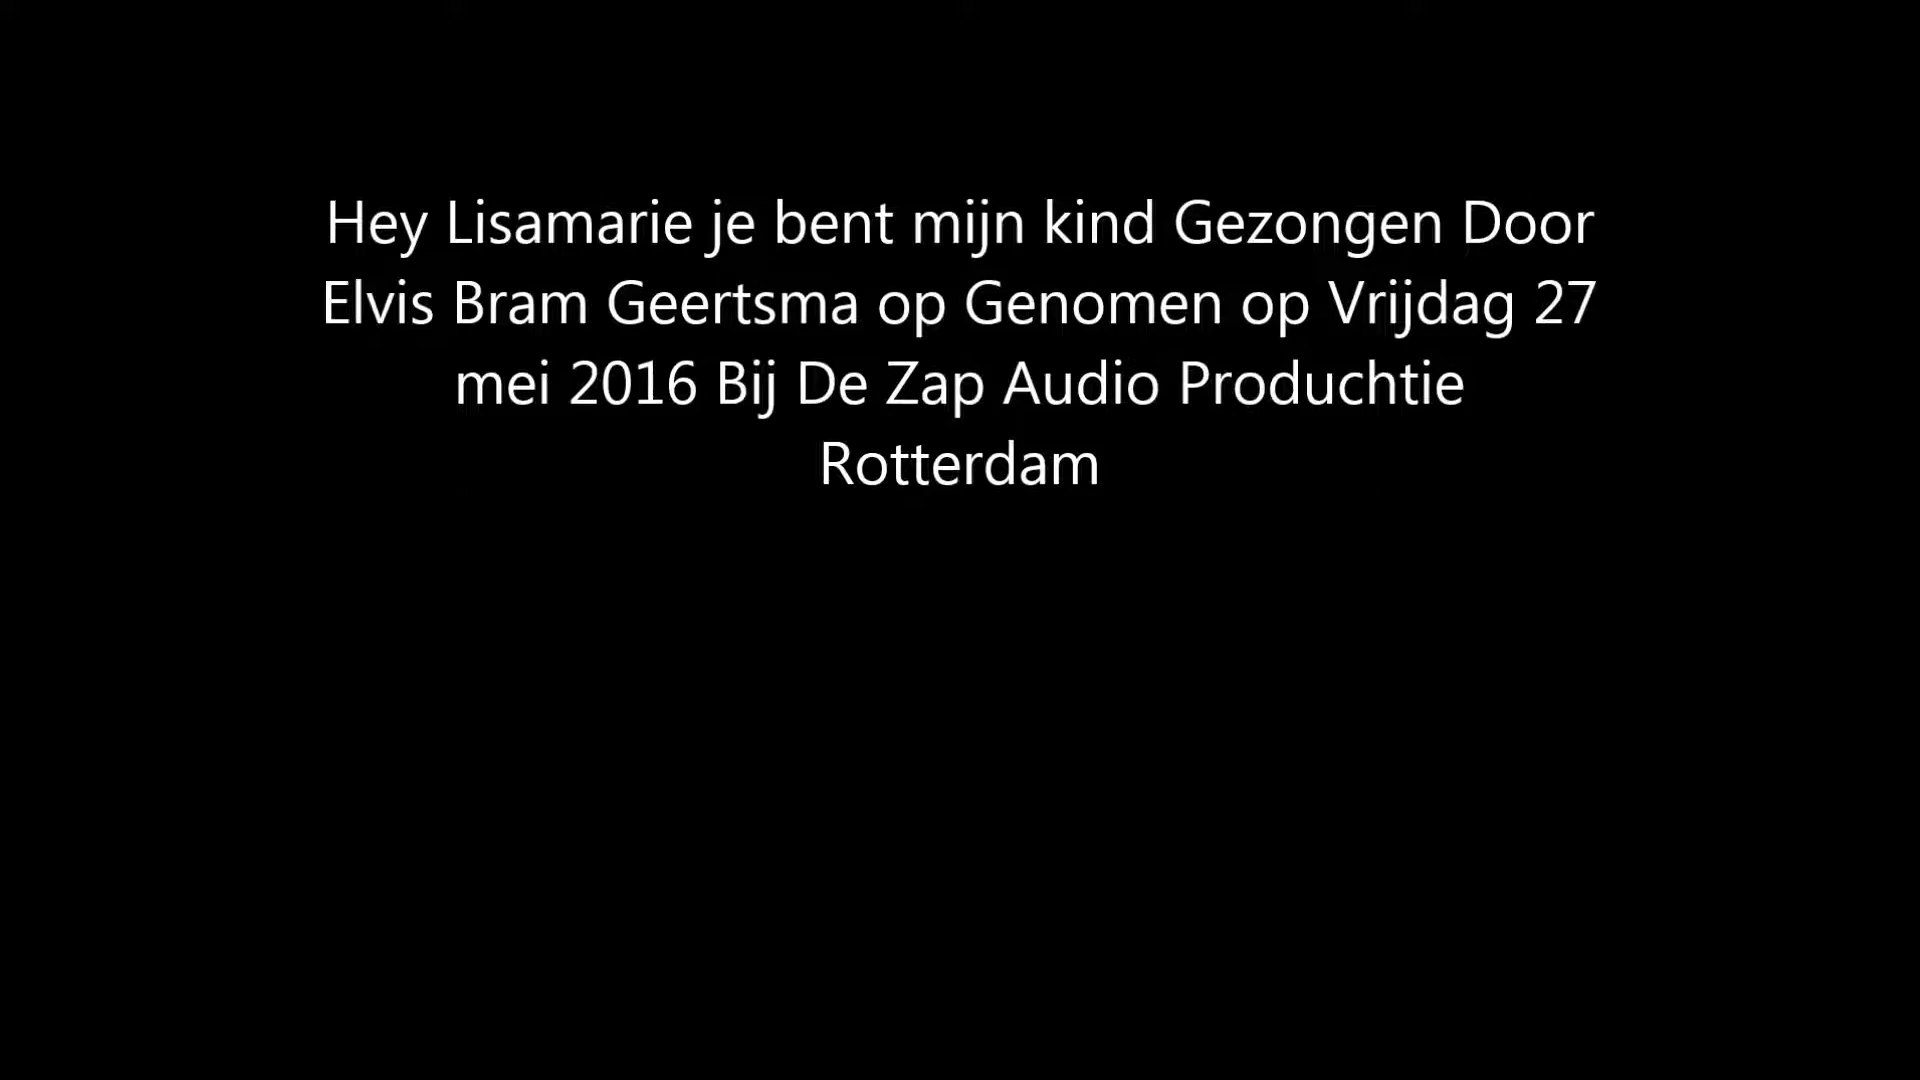 Hey Lisamarie je bent mijn kind Gezongen Door
Elvis Bram Geertsma op Genomen op Vrijdag 27
mei 2016 Bij De Zap Audio Produchtie
Rotterdam